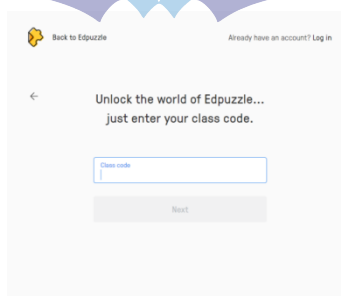 Back to Edpuzzle
Already have an account? Log in
Unlock the world of Edpuzzle...
just enter your class code.
Class code
Next